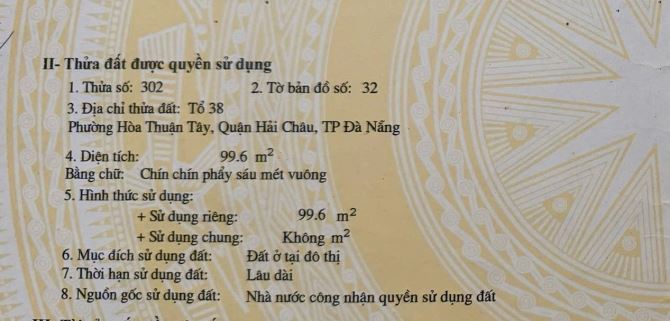 II- Thửa đất được quyền sử dụng
1. Thửa số: 302 2. Tờ bản đồ số: 32
3. Địa chỉ thửa đất: Tổ 38
Phường Hòa Thuận Tây, Quận Hải Châu, TP Đà Nẵng
4. Diện tích: 99.6 m²
Bằng chữ: Chín chín phẩy sáu mét vuông
5. Hình thức sử dụng:
+ Sử dụng riêng: 99.6 m²
+ Sử dụng chung: Không m²
6. Mục đích sử dụng đất: Đất ở tại đô thị
7. Thời hạn sử dụng đất: Lâu dài
8. Nguồn gốc sử dụng đất: Nhà nước công nhận quyền sử dụng đất